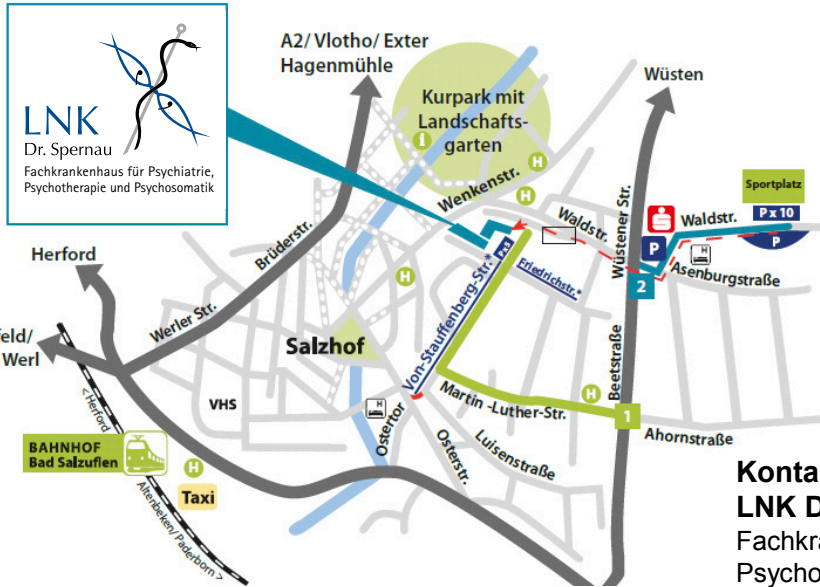 LNK
Dr. Spernau
Fachkrankenhaus für Psychiatrie,
Psychotherapie und Psychosomatik
A2/ Vlotho/ Exter
Hagenmühle
Kurpark mit
Landschafts-
garten
i
H
H
Wenkenstr.
Wüsten
Wüstener Str.
Waldstr.
Waldstr.
Sportplatz
P x 10
P
P
H
Asenburgstraße
2
Herford
Brüderstr.
Werler Str.
H
P x 5
Friedrichstr.*
Von-Stauffenberg-Str.*
Salzhof
feld/
Werl
VHS
H
Ostertor
Osterstr.
Martin -Luther-Str.
H
Luisenstraße
Beetstraße
1
Ahornstraße
< Herford
BAHNHOF
Bad Salzuflen
H
Taxi
Altenbeken/ Paderborn >
Konta
LNK D
Fachkra
Psycho